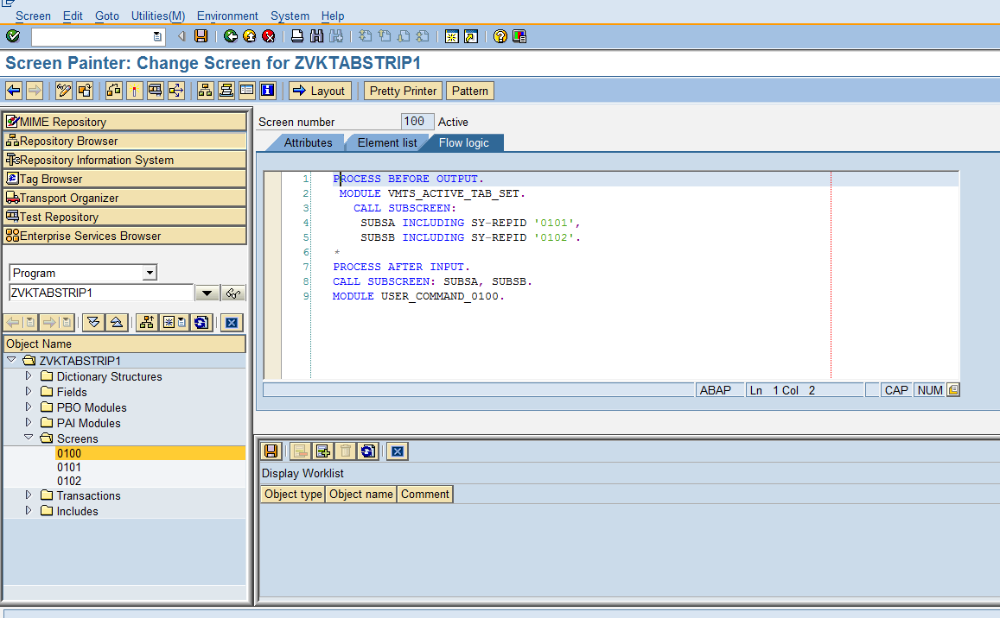 Screen Edit Goto Utilities(M) Environment System Help
Screen Painter: Change Screen for ZVKTABSTRIP1
Layout Pretty Printer Pattern
MIME Repository
Repository Browser
Repository Information System
Tag Browser
Transport Organizer
Test Repository
Enterprise Services Browser
Program
ZVKTABSTRIP1
Object Name
ZVKTABSTRIP1
Dictionary Structures
Fields
PBO Modules
PAI Modules
Screens
0100
0101
0102
Transactions
Includes
Screen number 100 Active
Attributes Element list Flow logic
1 PROCESS BEFORE OUTPUT.
2 MODULE VMTS_ACTIVE_TAB_SET.
3 CALL SUBSCREEN:
4 SUBSA INCLUDING SY-REPID '0101',
5 SUBSB INCLUDING SY-REPID '0102'.
6 *
7 PROCESS AFTER INPUT.
8 CALL SUBSCREEN: SUBSA, SUBSB.
9 MODULE USER_COMMAND_0100.
ABAP Ln 1 Col 2 CAP NUM
Display Worklist
Object type Object name Comment